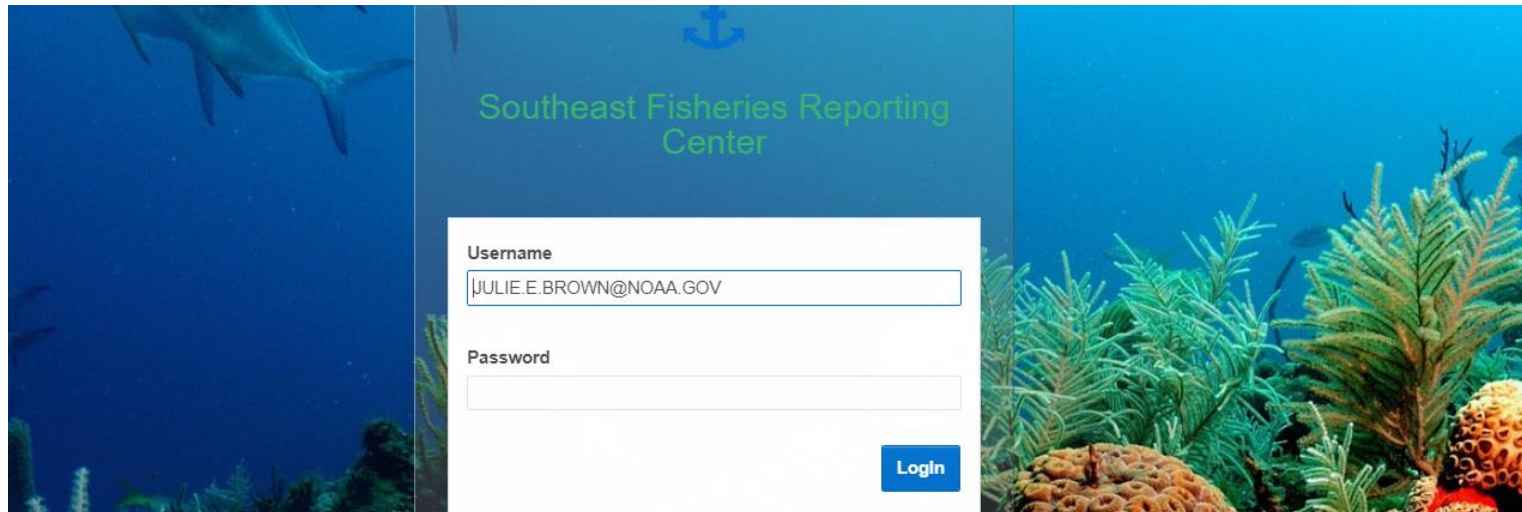 Southeast Fisheries Reporting
Center
Username
JULIE.E.BROWN@NOAA.GOV
Password
LogIn